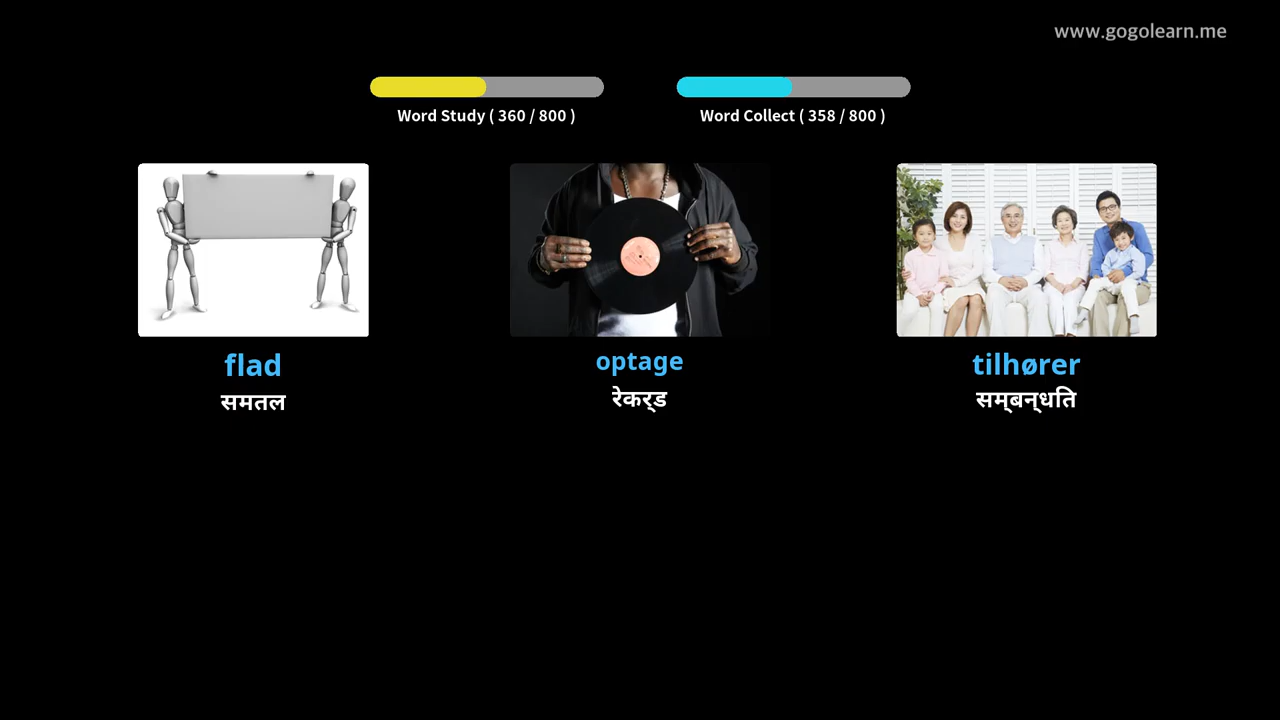 www.gogolearn.me
Word Study ( 360 / 800 )
Word Collect ( 358 / 800 )
flad
optage
tilhører
समतल
रेकर्ड
सम्बन्धति